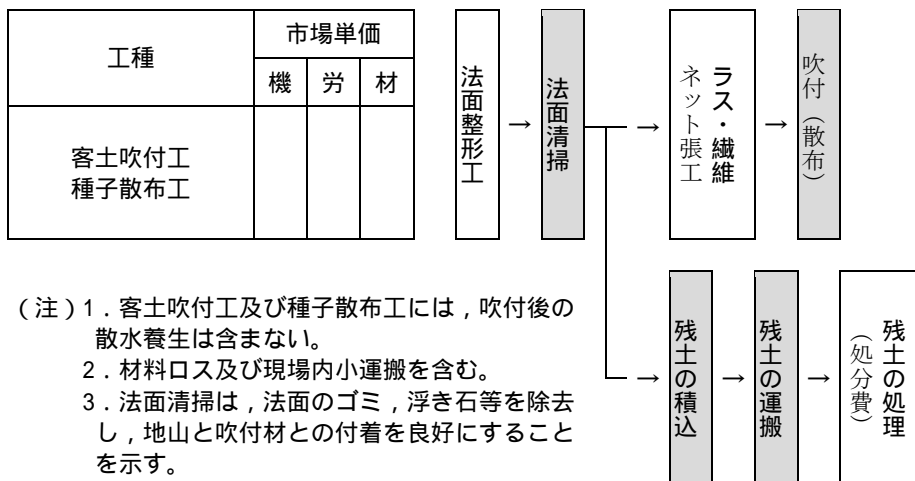 工種
市場単価
機 労 材
客土吹付工
種子散布工
法面整形工
→
法面清掃
→
ラス・繊維
ネット張工
→
吹付(散布)
→
残土の積込
→
残土の運搬
→
残土の処理
(処分費)
(注)1.客土吹付工及び種子散布工には,吹付後の
散水養生は含まない。
2.材料ロス及び現場内小運搬を含む。
3.法面清掃は,法面のゴミ,浮き石等を除去
し,地山と吹付材との付着を良好にすること
を示す。